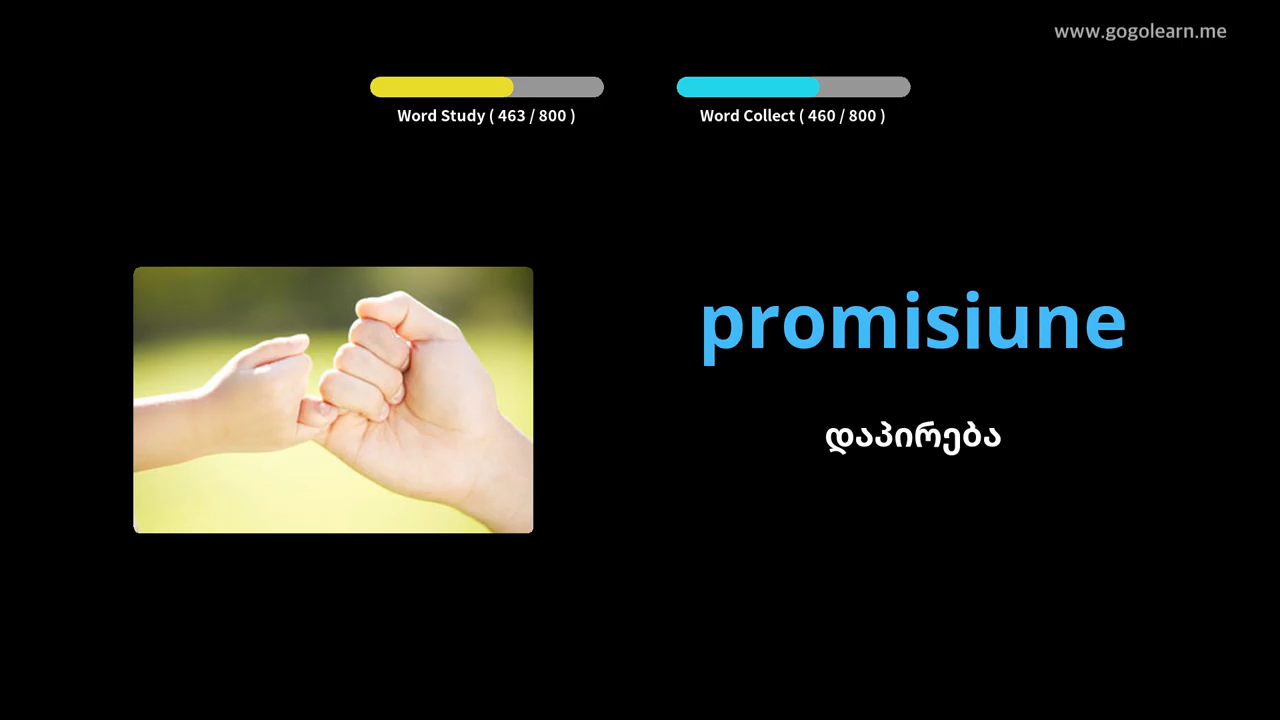 www.gogolearn.me
Word Study ( 463 / 800 )
Word Collect ( 460 / 800 )
promisiune
დაპირება